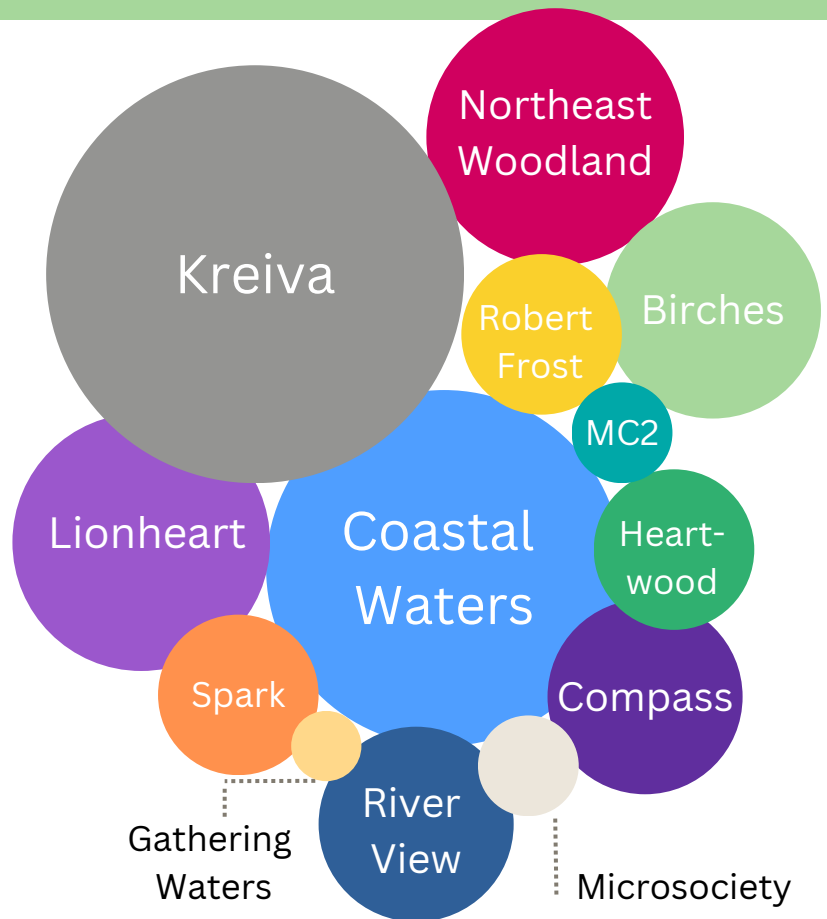 Northeast
Woodland
Kreiva
Robert
Frost
Birches
MC2
Lionheart
Coastal
Waters
Heart-
wood
Spark
Compass
River
View
Gathering
Waters
Microsociety